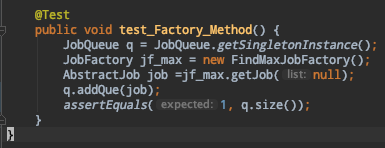 @Test
public void test_Factory_Method() {
JobQueue q = JobQueue.getSingletonInstance();
JobFactory jf_max = new FindMaxJobFactory();
AbstractJob job =jf_max.getJob( list: null);
q.addQue(job);
assertEquals( expected: 1, q.size());
}
}